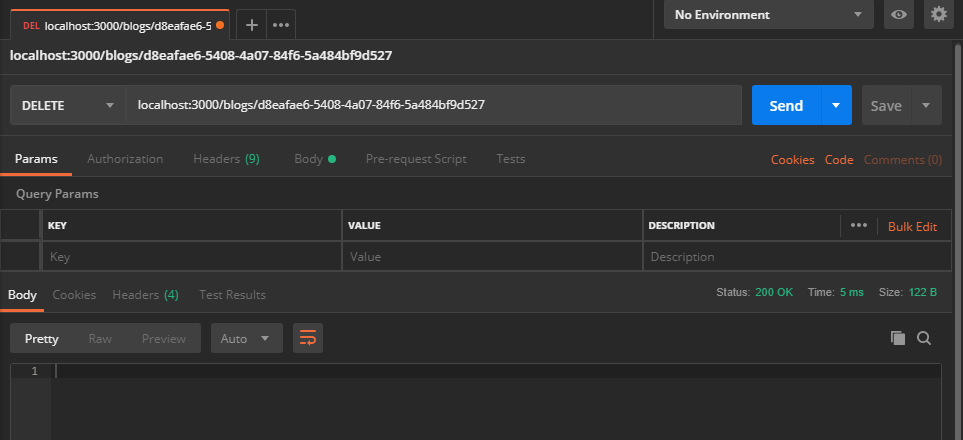 DEL localhost:3000/blogs/d8eafae6-5
No Environment
localhost:3000/blogs/d8eafae6-5408-4a07-84f6-5a484bf9d527
DELETE localhost:3000/blogs/d8eafae6-5408-4a07-84f6-5a484bf9d527 Send Save
Params Authorization Headers (9) Body Pre-request Script Tests Cookies Code Comments (0)
Query Params
KEY VALUE DESCRIPTION Bulk Edit
Key Value Description
Body Cookies Headers (4) Test Results Status: 200 OK Time: 5 ms Size: 122 B
Pretty Raw Preview Auto
1